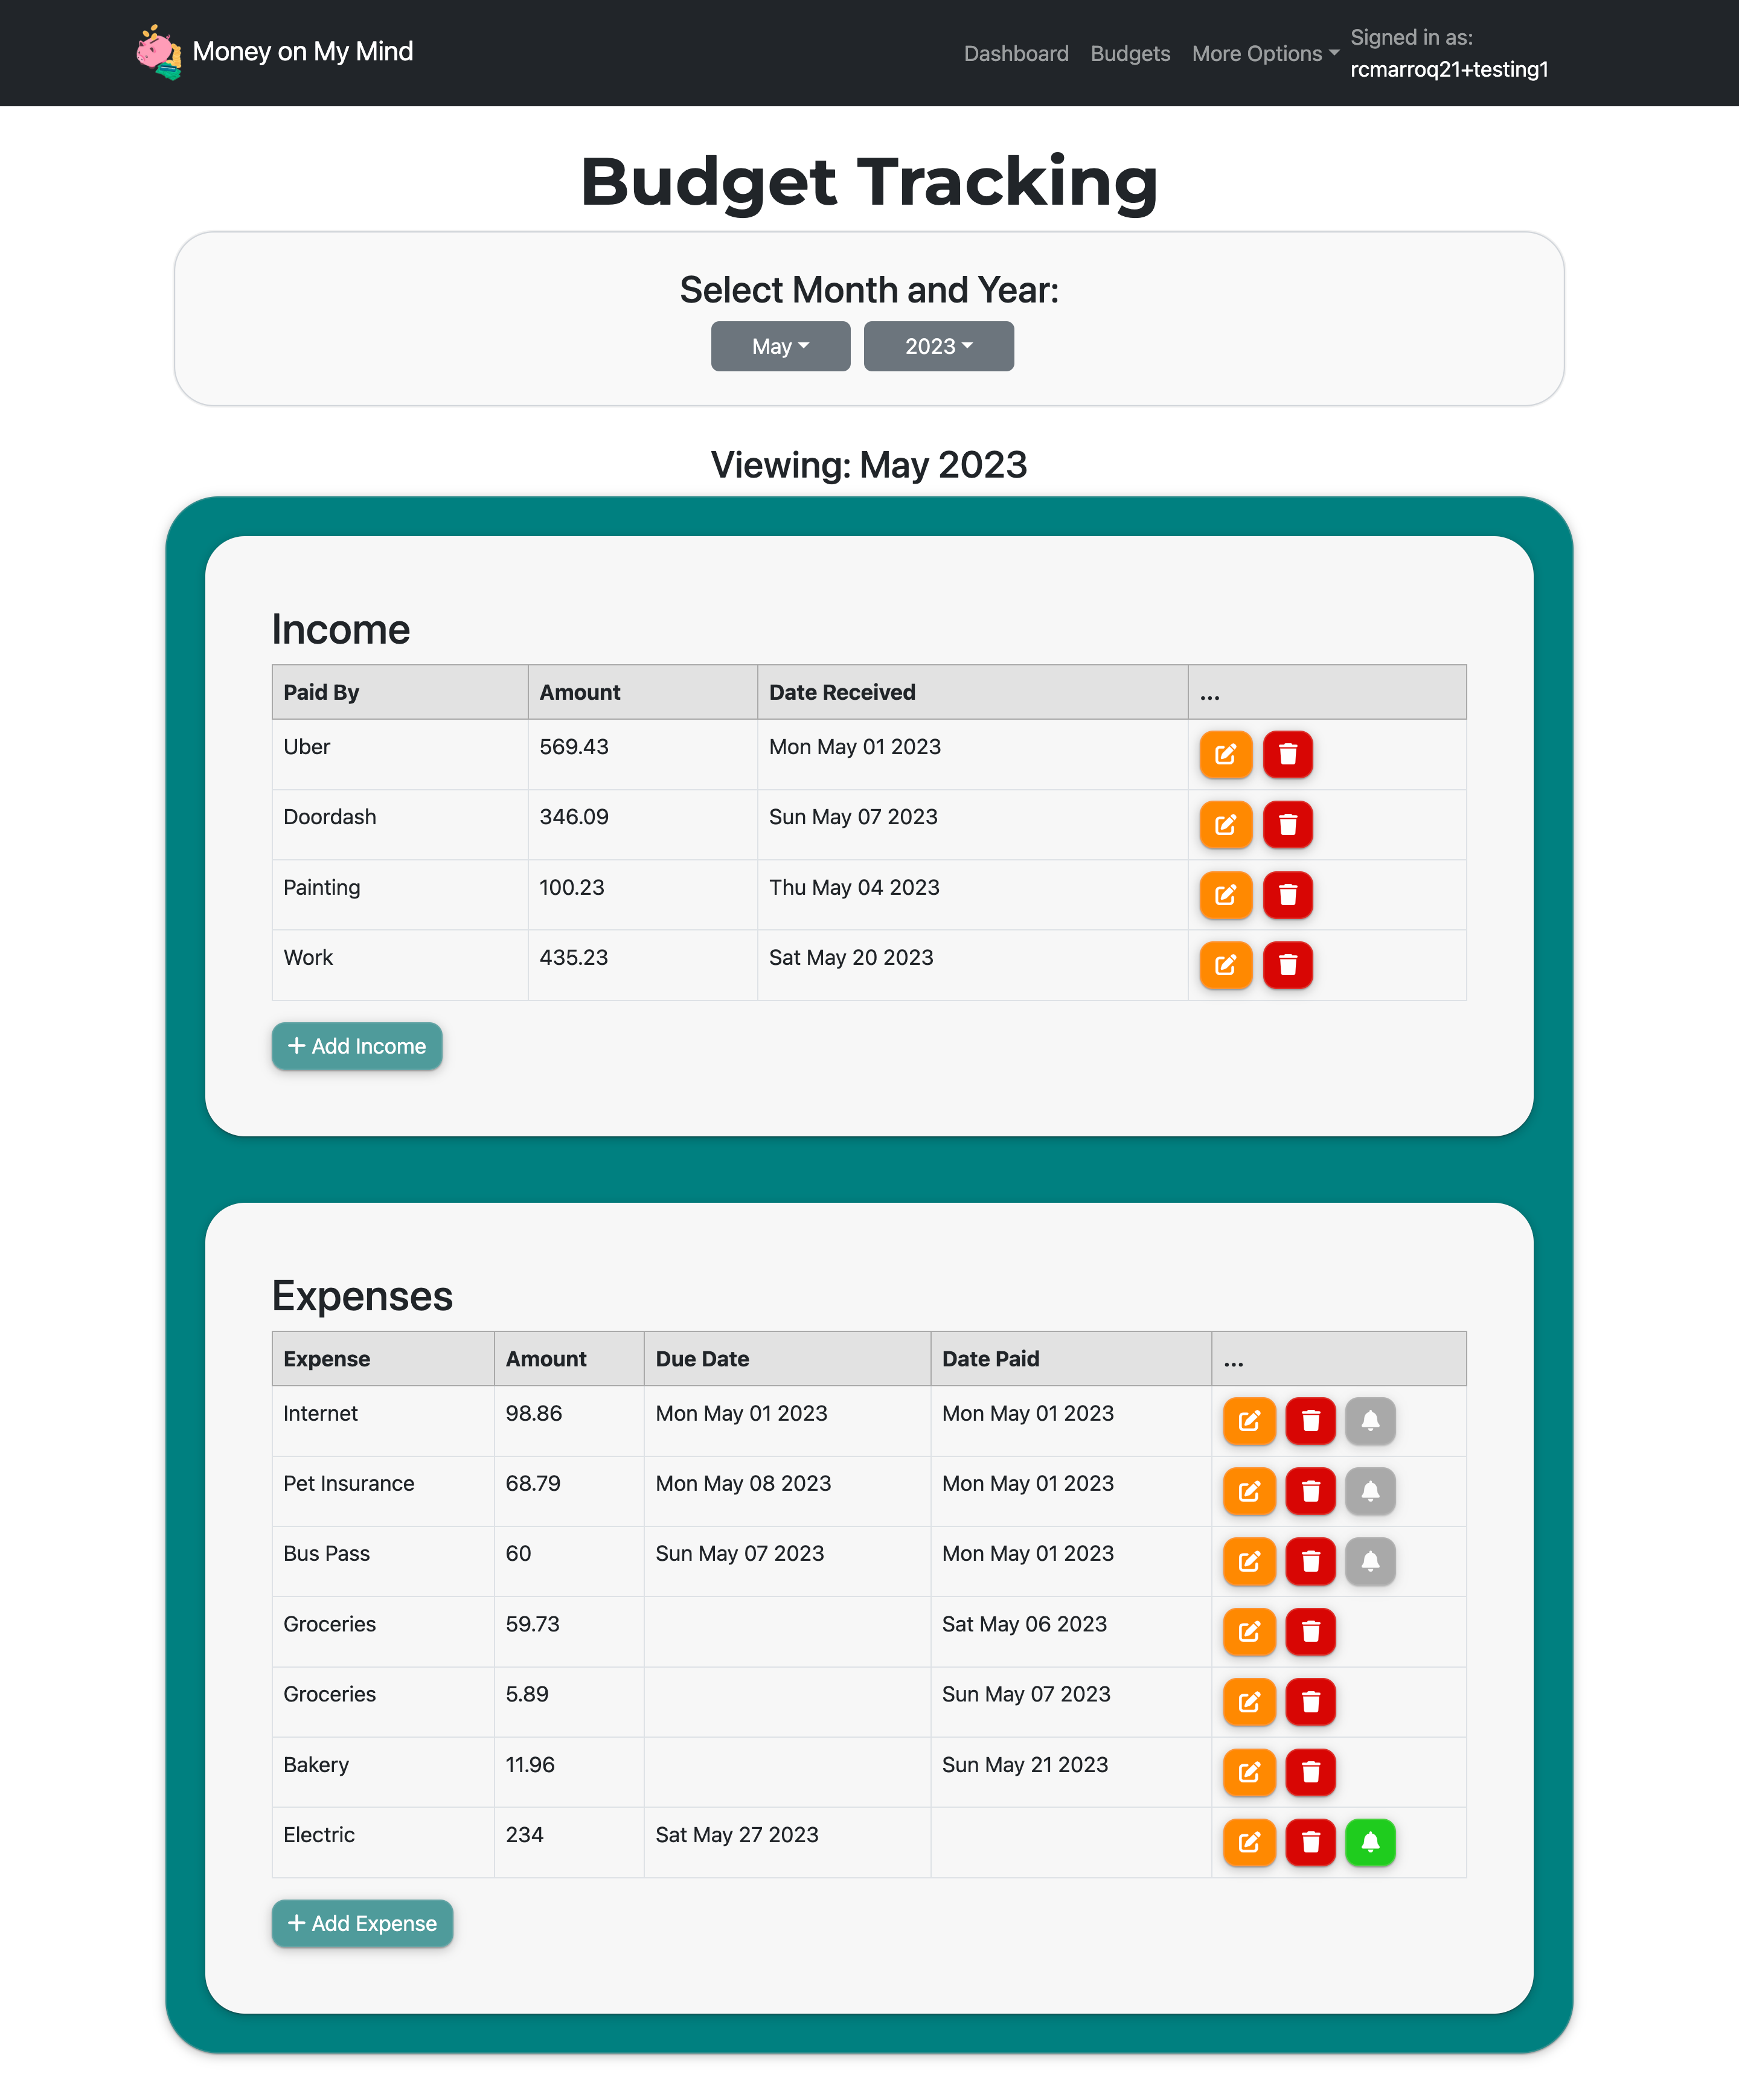 Money on My Mind
Dashboard Budgets More Options Signed in as:
rcmarroq21+testing1
Budget Tracking
Select Month and Year:
May 2023
Viewing: May 2023
Income
Paid By Amount Date Received ...
Uber 569.43 Mon May 01 2023
Doordash 346.09 Sun May 07 2023
Painting 100.23 Thu May 04 2023
Work 435.23 Sat May 20 2023
+ Add Income
Expenses
Expense Amount Due Date Date Paid ...
Internet 98.86 Mon May 01 2023 Mon May 01 2023
Pet Insurance 68.79 Mon May 08 2023 Mon May 01 2023
Bus Pass 60 Sun May 07 2023 Mon May 01 2023
Groceries 59.73 Sat May 06 2023
Groceries 5.89 Sun May 07 2023
Bakery 11.96 Sun May 21 2023
Electric 234 Sat May 27 2023
+ Add Expense